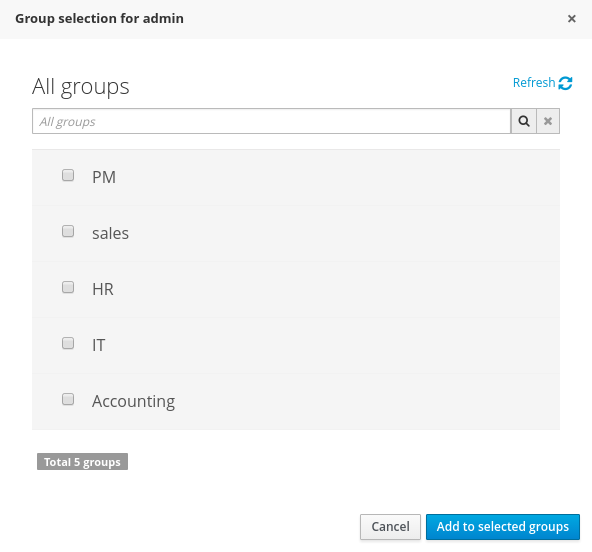 Group selection for admin
All groups
Refresh
All groups
PM
sales
HR
IT
Accounting
Total 5 groups
Cancel
Add to selected groups